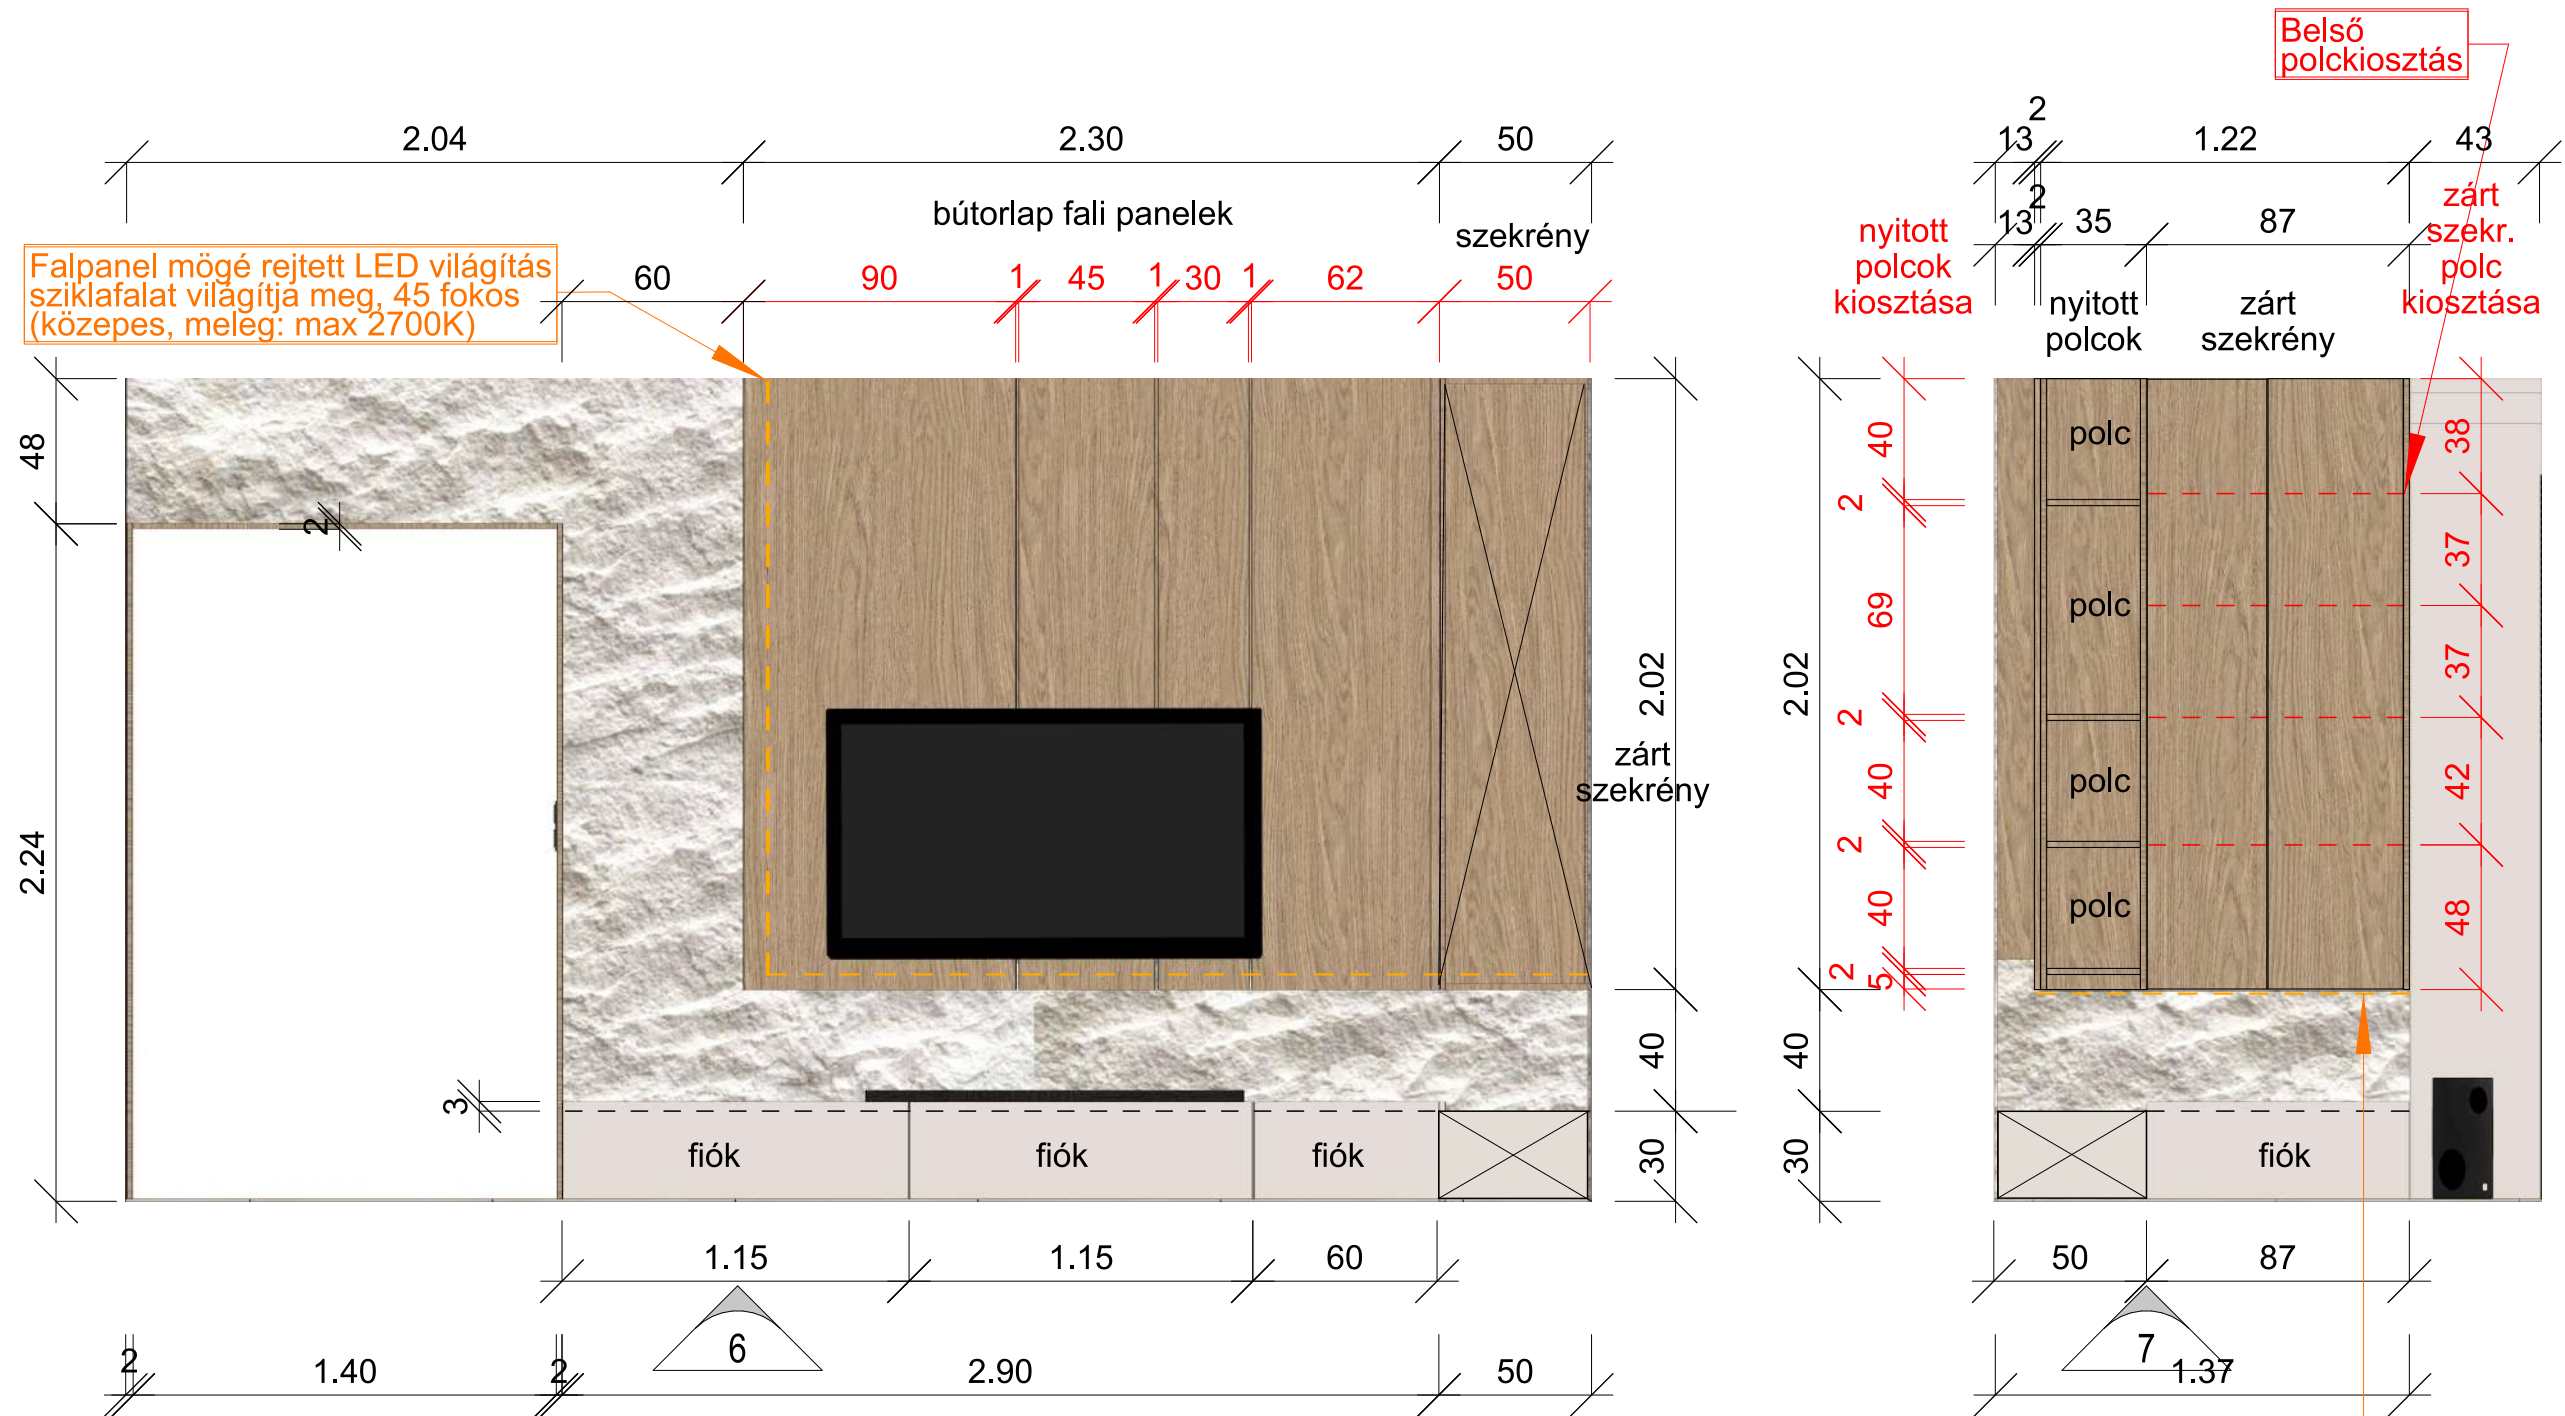 Belső
polckiosztás
2.04
2.30
50
2
13
1.22
43
bútorlap fali panelek
szekrény
2
13
35
87
nyitott
polcok
kiosztása
zárt
szekr.
polc
kiosztása
Falpanel mögé rejtett LED világítás
sziklafalat világítja meg, 45 fokos
(közepes, meleg: max 2700K)
60
90
1
45
1
30
1
62
50
nyitott
polcok
zárt
szekrény
48
2
2.24
3
2.02
zárt
szekrény
40
30
2.02
40
30
40
2
69
2
40
2
40
2
5
polc
polc
polc
polc
38
37
37
42
48
fiók
fiók
fiók
fiók
1.15
1.15
60
50
87
6
7
2
1.40
2
2.90
50
1.37